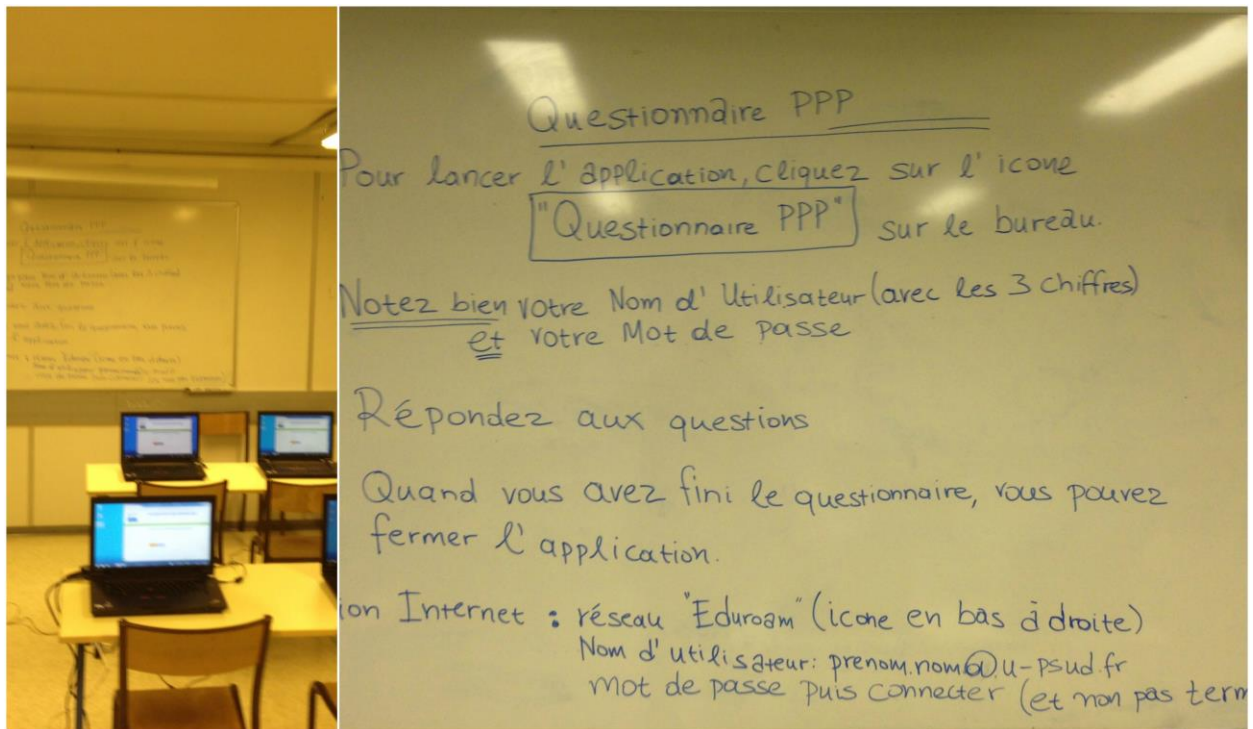 Questionnaire PPP
Pour lancer l'application, cliquez sur l'icone
"Questionnaire PPP" sur le bureau.
Notez bien votre Nom d'Utilisateur (avec les 3 chiffres)
et votre Mot de passe
Répondez aux questions
Quand vous avez fini le questionnaire, vous pouvez
fermer l'application.
ion Internet : réseau "Eduroam" (icone en bas à droite)
Nom d'utilisateur: prenom.nom@u-psud.fr
mot de passe puis connecter (et non pas term